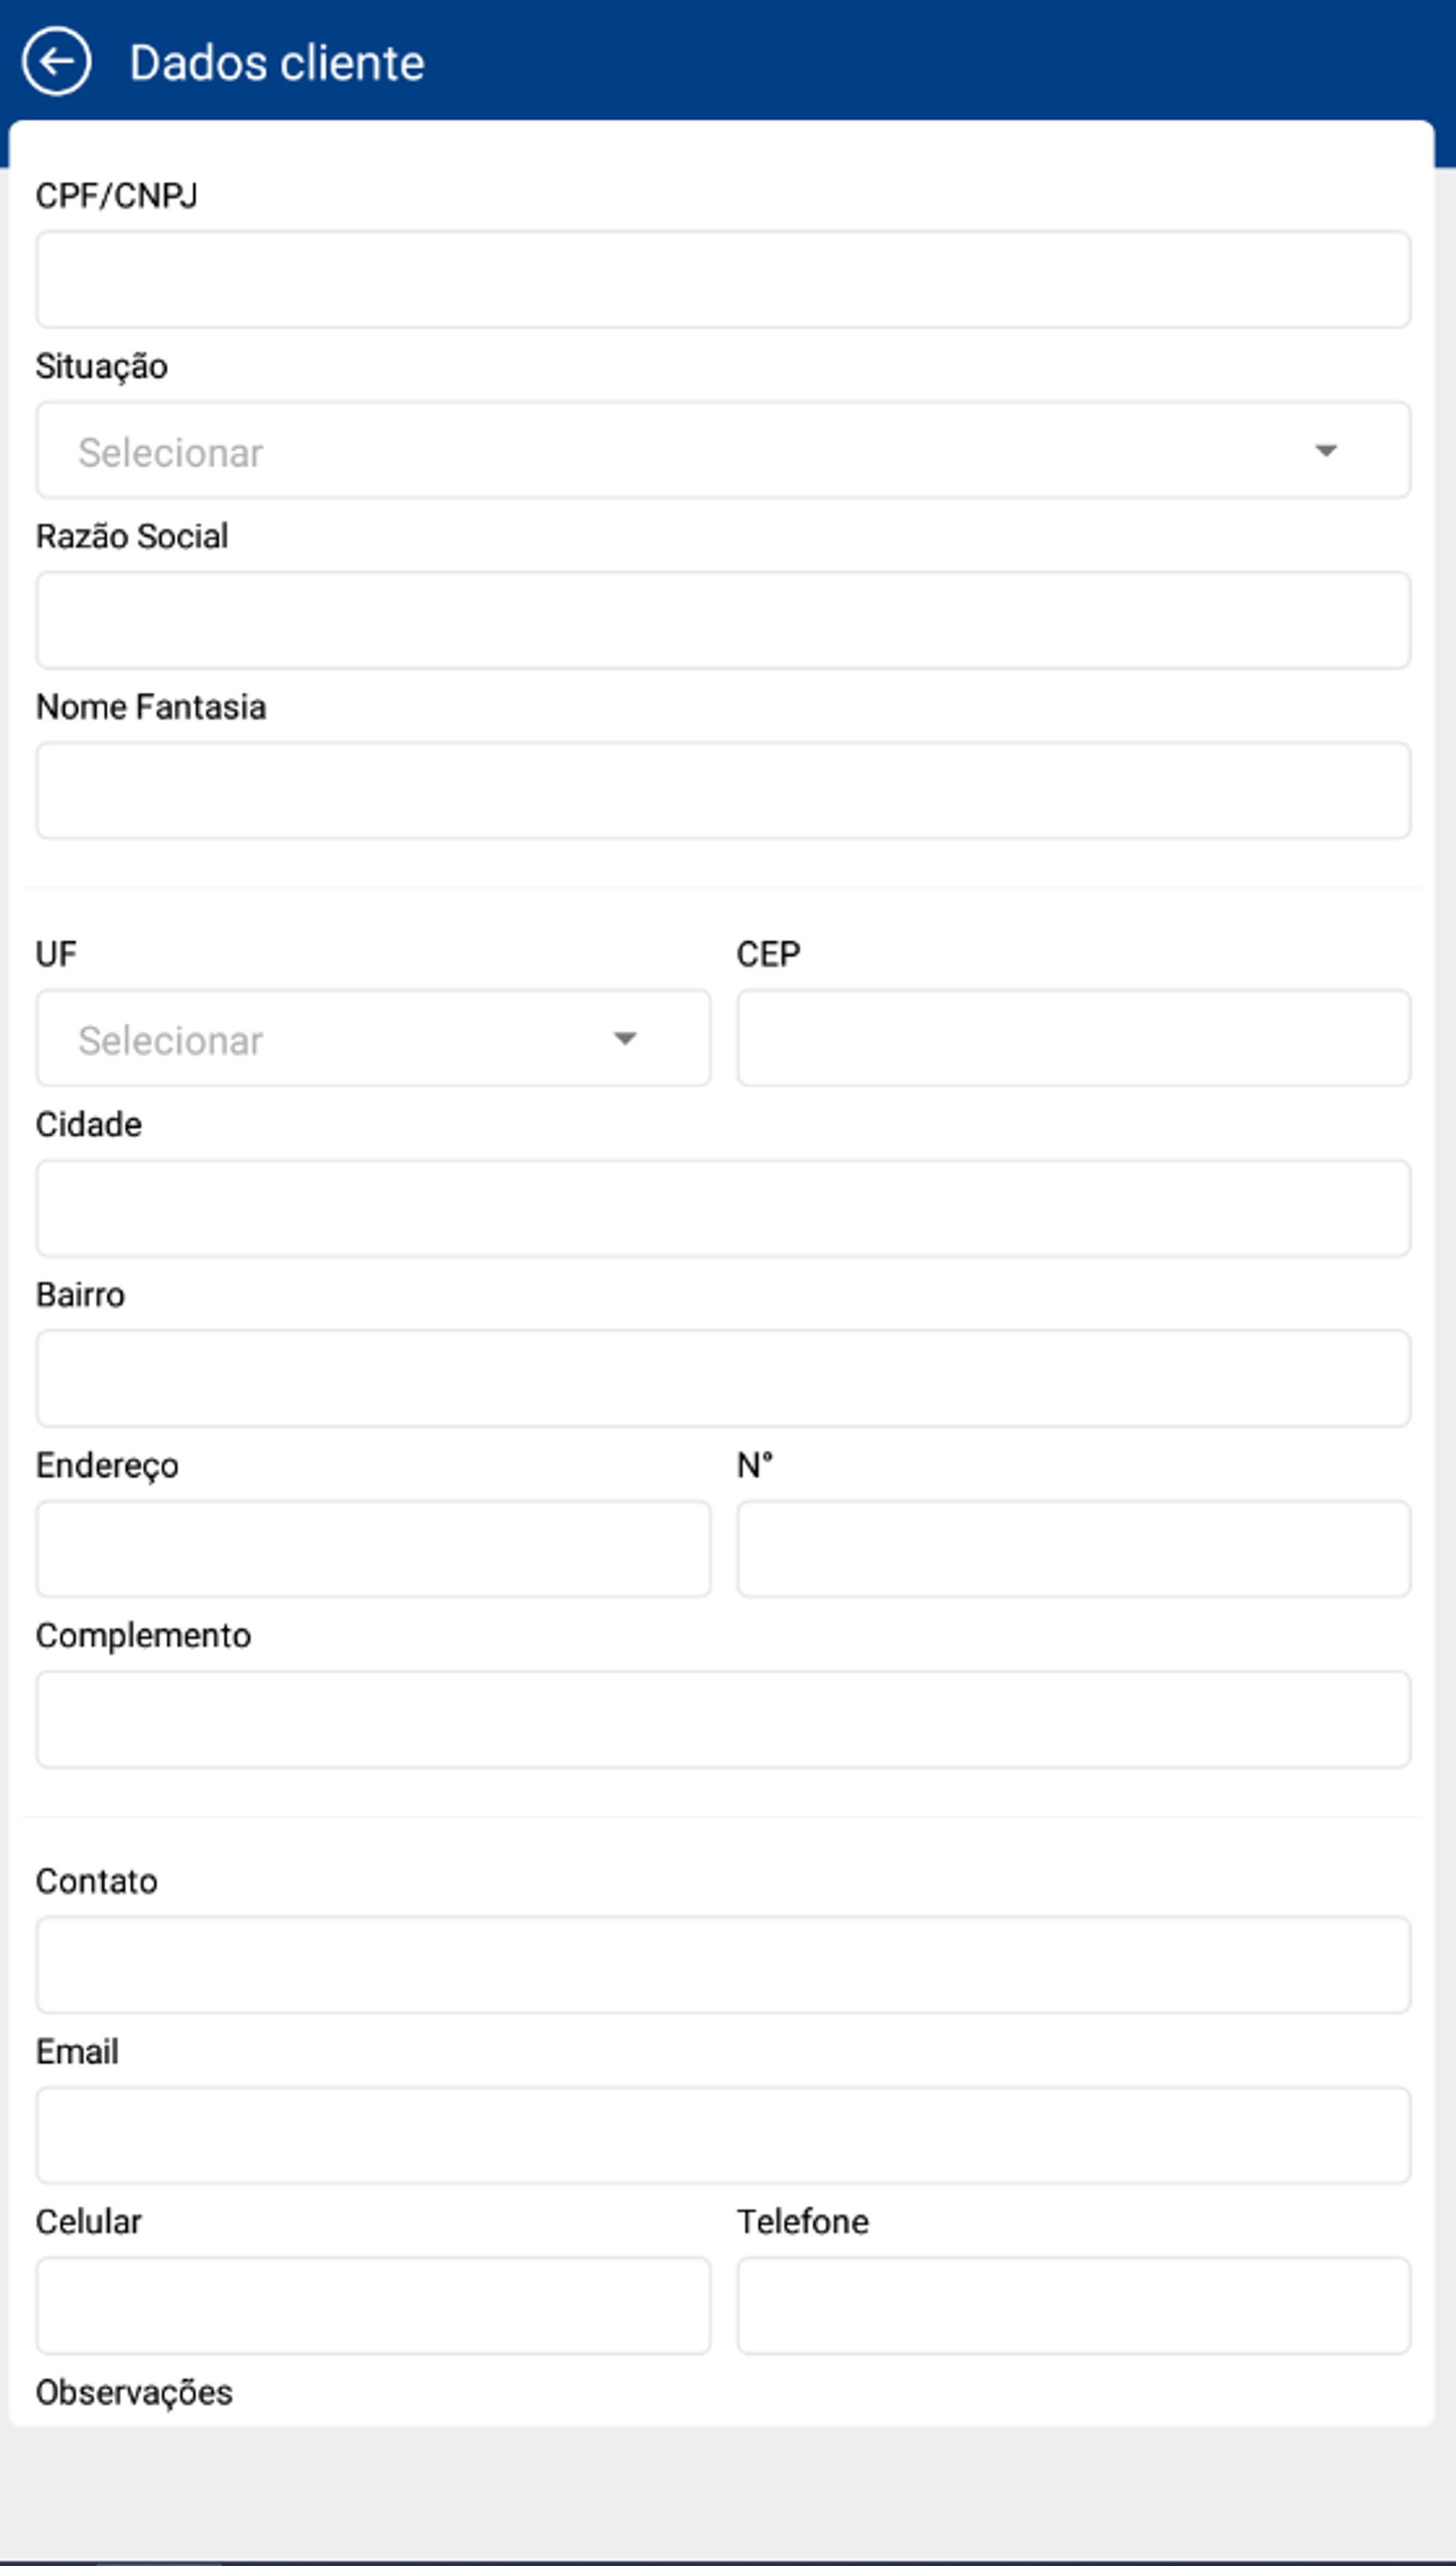 Dados cliente
CPF/CNPJ
Situação
Selecionar
Razão Social
Nome Fantasia
UF CEP
Selecionar
Cidade
Bairro
Endereço N°
Complemento
Contato
Email
Celular Telefone
Observações